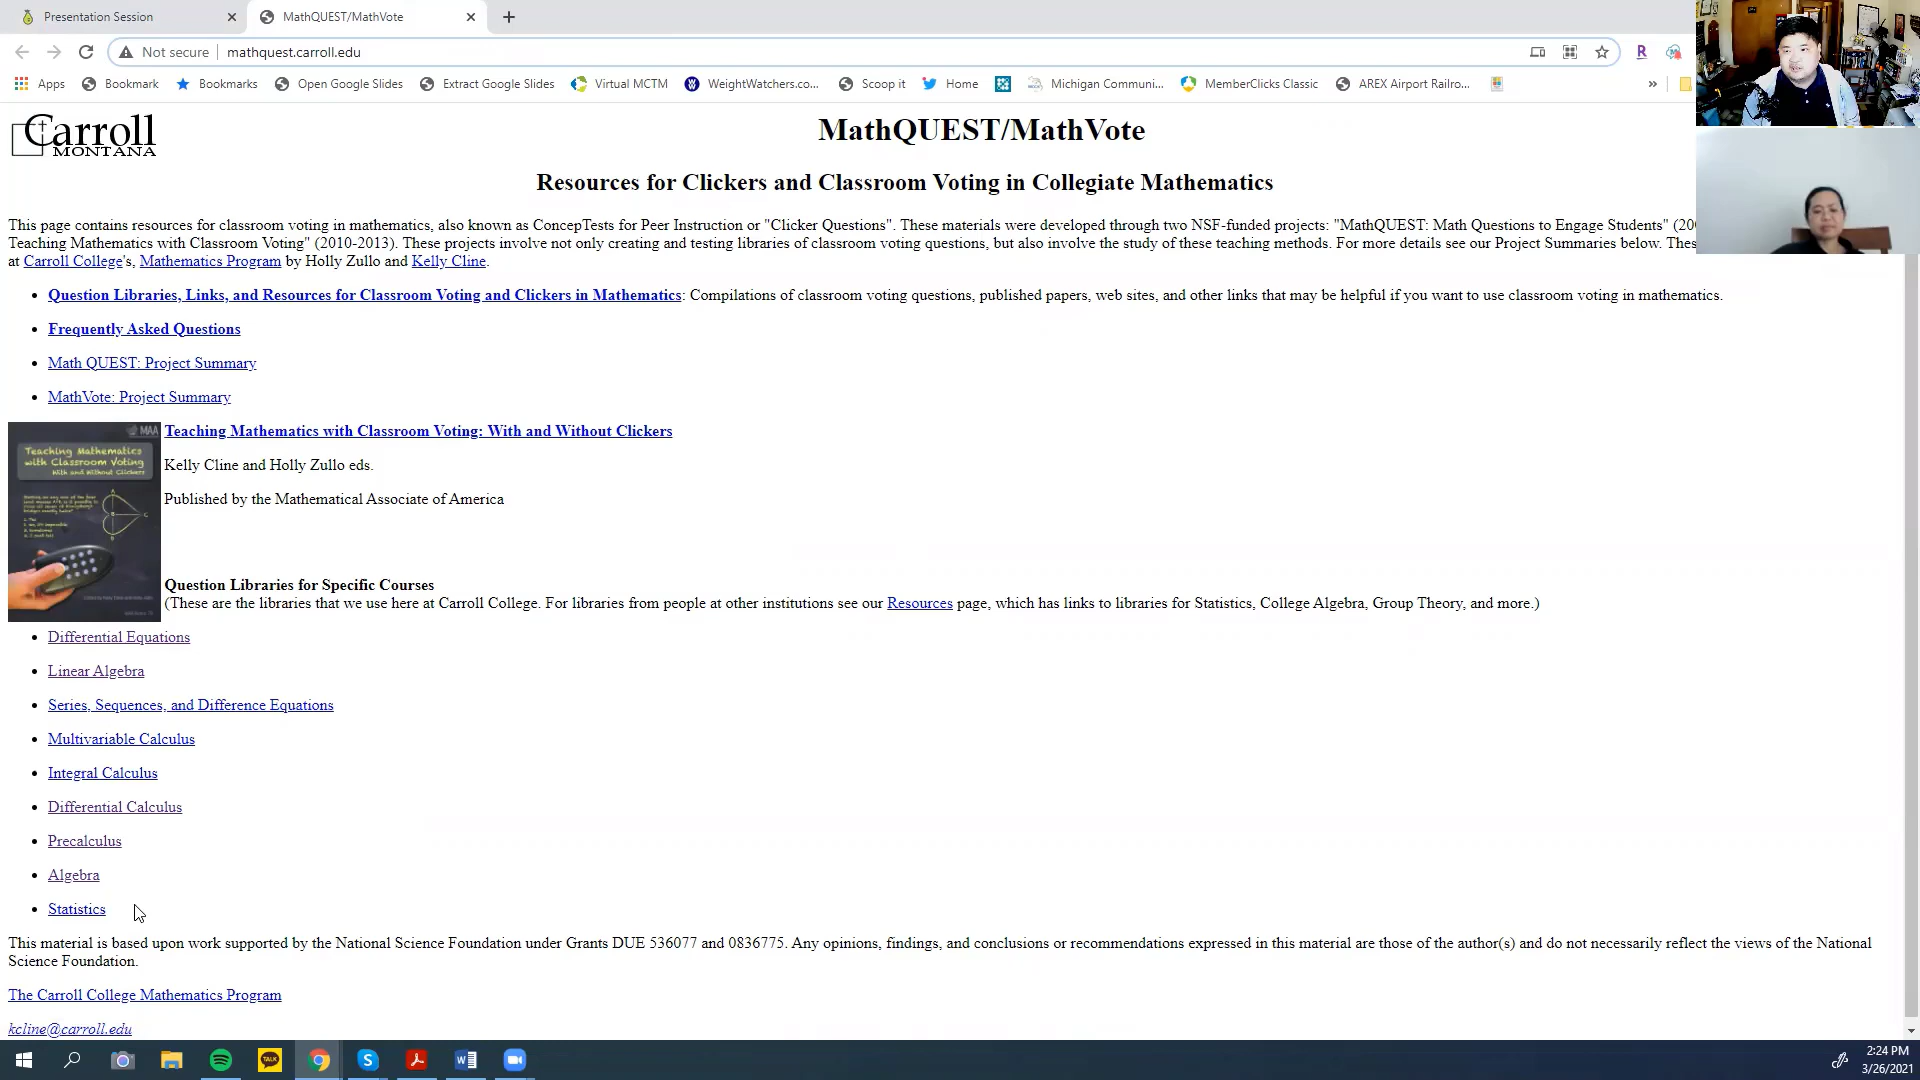 Presentation Session
MathQUEST/MathVote
Not secure
mathquest.carroll.edu
Apps
Bookmark
Bookmarks
Open Google Slides
Extract Google Slides
Virtual MCTM
WeightWatchers.co...
Scoop it
Home
Michigan Communi...
MemberClicks Classic
AREX Airport Railro...
Carroll
MONTANA
MathQUEST/MathVote
Resources for Clickers and Classroom Voting in Collegiate Mathematics
This page contains resources for classroom voting in mathematics, also known as ConcepTests for Peer Instruction or "Clicker Questions". These materials were developed through two NSF-funded projects: "MathQUEST: Math Questions to Engage Students" (20
Teaching Mathematics with Classroom Voting" (2010-2013). These projects involve not only creating and testing libraries of classroom voting questions, but also involve the study of these teaching methods. For more details see our Project Summaries below. Thes
at Carroll College's, Mathematics Program by Holly Zullo and Kelly Cline.
Question Libraries, Links, and Resources for Classroom Voting and Clickers in Mathematics: Compilations of classroom voting questions, published papers, web sites, and other links that may be helpful if you want to use classroom voting in mathematics.
Frequently Asked Questions
Math QUEST: Project Summary
MathVote: Project Summary
MAA
Teaching Mathematics
with Classroom Voting
With and Without Clickers
Teaching Mathematics with Classroom Voting: With and Without Clickers
Kelly Cline and Holly Zullo eds.
Published by the Mathematical Associate of America
Question Libraries for Specific Courses
(These are the libraries that we use here at Carroll College. For libraries from people at other institutions see our Resources page, which has links to libraries for Statistics, College Algebra, Group Theory, and more.)
Differential Equations
Linear Algebra
Series, Sequences, and Difference Equations
Multivariable Calculus
Integral Calculus
Differential Calculus
Precalculus
Algebra
Statistics
This material is based upon work supported by the National Science Foundation under Grants DUE 536077 and 0836775. Any opinions, findings, and conclusions or recommendations expressed in this material are those of the author(s) and do not necessarily reflect the views of the National
Science Foundation.
The Carroll College Mathematics Program
kcline@carroll.edu
TALK
2:24 PM
3/26/2021